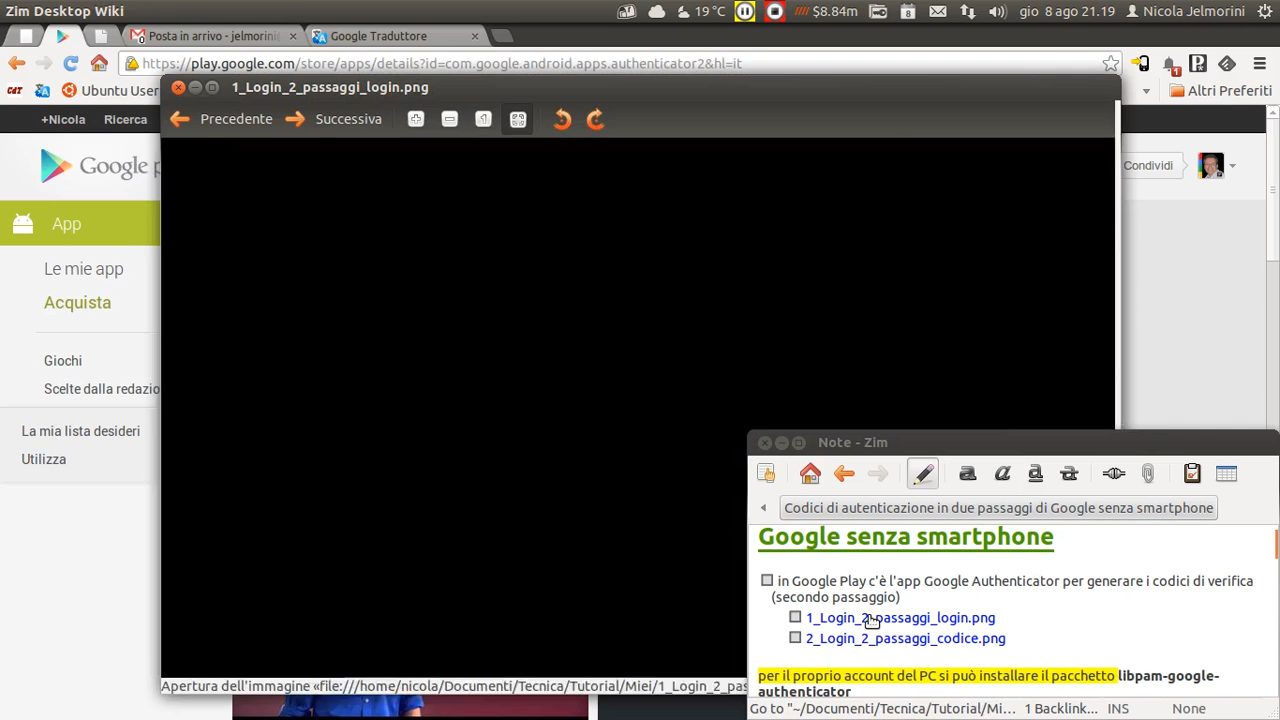 Zim Desktop Wiki
19 °C
$8.84m
8
gio 8 ago 21.19
Nicola Jelmorini
Posta in arrivo - jelmorini
Google Traduttore
https://play.google.com/store/apps/details?id=com.google.android.apps.authenticator2&hl=it
1
Ubuntu User
Altri Preferiti
+Nicola
Ricerca
Google p
Condividi
App
Le mie app
Acquista
Giochi
Scelte dalla redazio
La mia lista desideri
Utilizza
1_Login_2_passaggi_login.png
Precedente
Successiva
Apertura dell'immagine «file:///home/nicola/Documenti/Tecnica/Tutorial/Miei/1_Login_2_pas
Note - Zim
Codici di autenticazione in due passaggi di Google senza smartphone
Google senza smartphone
in Google Play c'è l'app Google Authenticator per generare i codici di verifica
(secondo passaggio)
1_Login_2_passaggi_login.png
2_Login_2_passaggi_codice.png
per il proprio account del PC si può installare il pacchetto libpam-google-
authenticator
Go to "~/Documenti/Tecnica/Tutorial/Mi...
1 Backlink...
INS
None